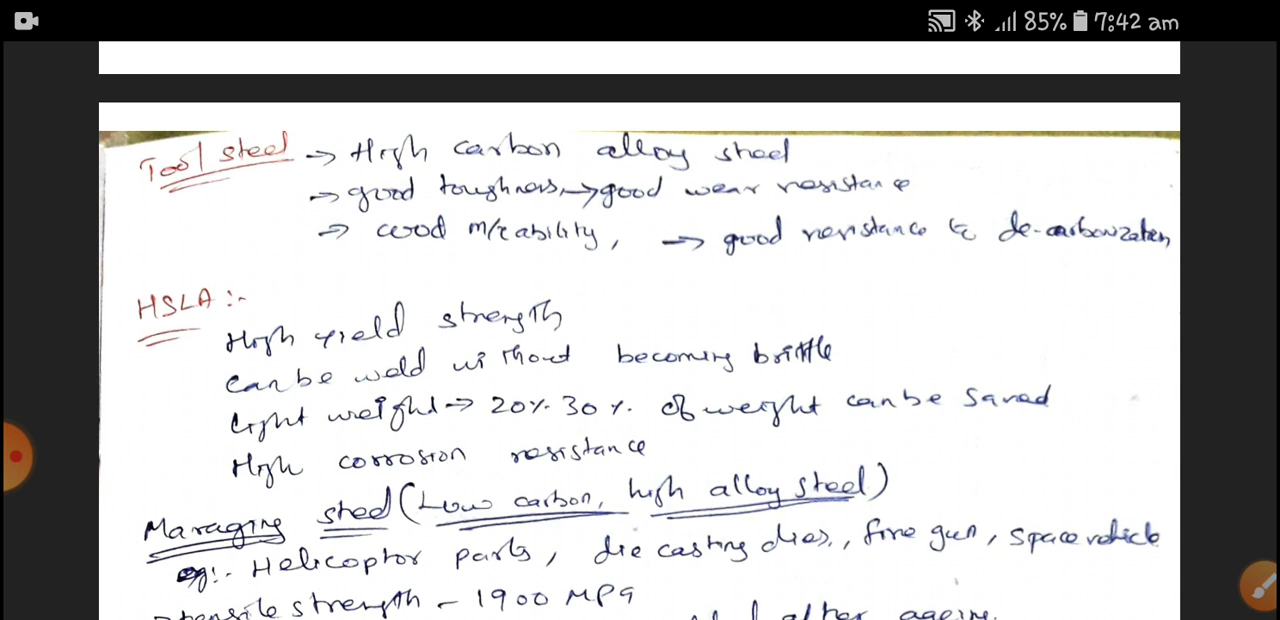 85% 7:42 am
Tool steel → High carbon alloy steel
→ good toughness, → good wear resistance
→ Good m/c ability, → good resistance to de-carbonization
HSLA :-
High yield strength
Can be weld without becoming brittle
Light weight → 20%. 30%. of weight can be saved
High corrosion resistance
Maraging steel (Low carbon, high alloy steel)
eg:- Helicoptor parts, die casting dies, fire gun, space vehicle
→ tensile strength - 1900 MPa
after ageing.